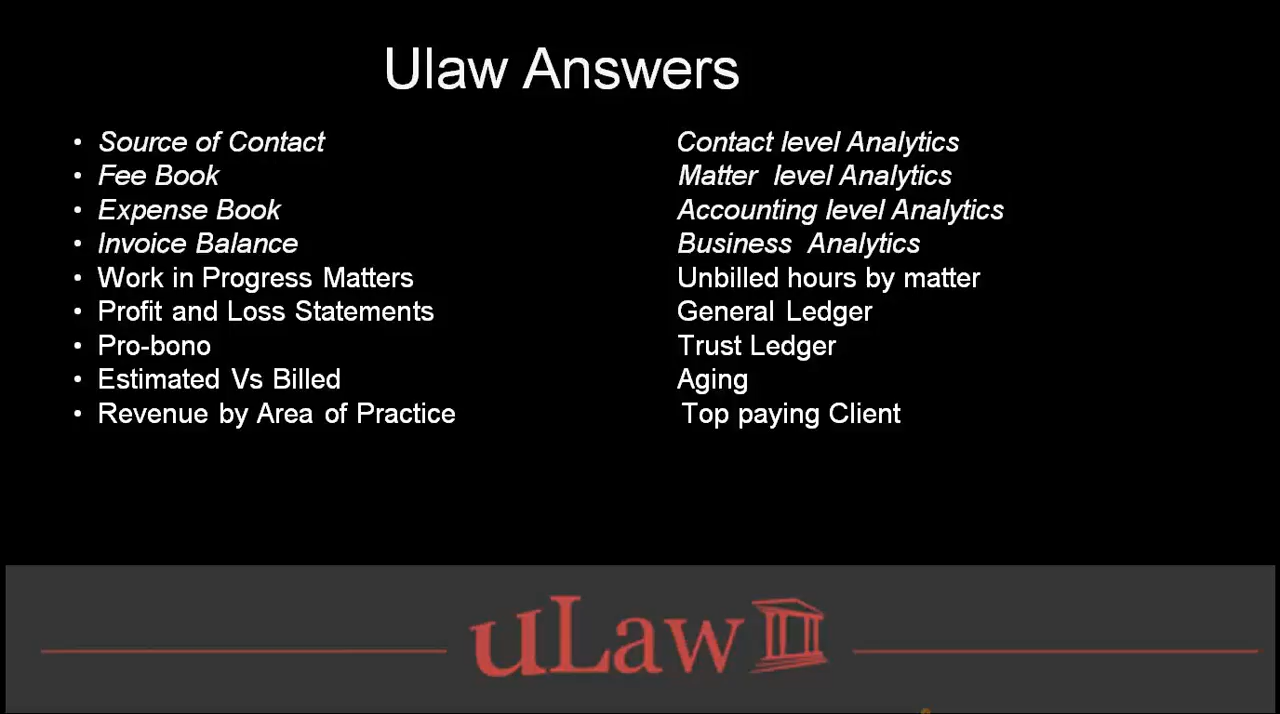 Ulaw Answers
• Source of Contact Contact level Analytics
• Fee Book Matter level Analytics
• Expense Book Accounting level Analytics
• Invoice Balance Business Analytics
• Work in Progress Matters Unbilled hours by matter
• Profit and Loss Statements General Ledger
• Pro-bono Trust Ledger
• Estimated Vs Billed Aging
• Revenue by Area of Practice Top paying Client
uLaw